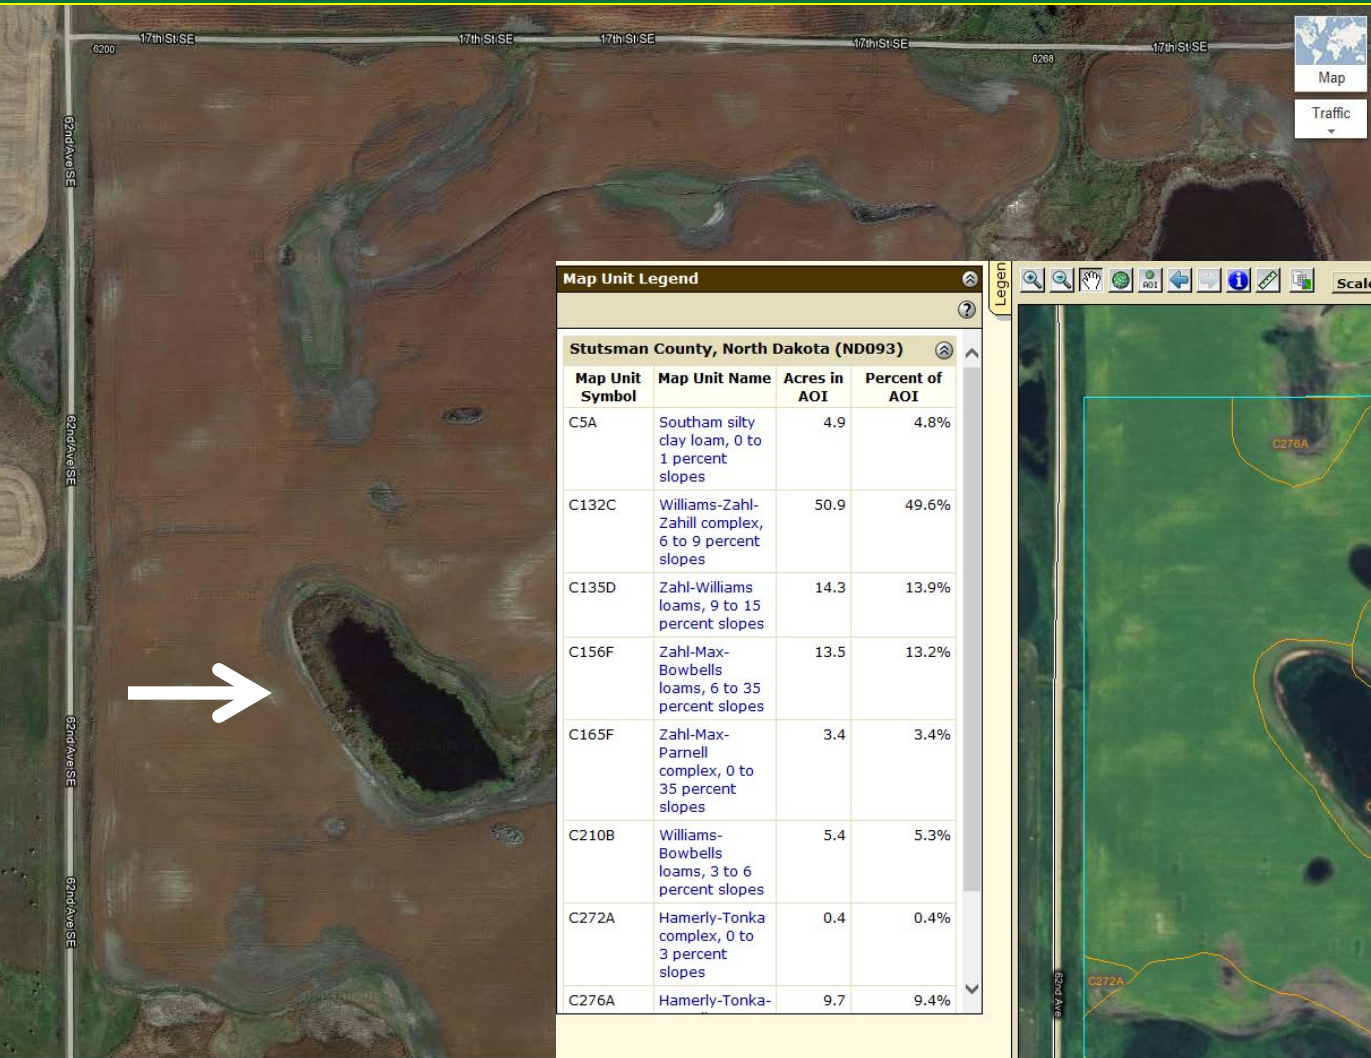 17th St SE
17th St SE
17th St SE
17th St SE
17th St SE
6200
6268
Map
Traffic
62nd Ave SE
62nd Ave SE
62nd Ave SE
62nd Ave SE
Map Unit Legend
Stutsman County, North Dakota (ND093)
Map Unit Symbol Map Unit Name Acres in AOI Percent of AOI
C5A Southam silty clay loam, 0 to 1 percent slopes 4.9 4.8%
C132C Williams-Zahl-Zahill complex, 6 to 9 percent slopes 50.9 49.6%
C135D Zahl-Williams loams, 9 to 15 percent slopes 14.3 13.9%
C156F Zahl-Max-Bowbells loams, 6 to 35 percent slopes 13.5 13.2%
C165F Zahl-Max-Parnell complex, 0 to 35 percent slopes 3.4 3.4%
C210B Williams-Bowbells loams, 3 to 6 percent slopes 5.4 5.3%
C272A Hamerly-Tonka complex, 0 to 3 percent slopes 0.4 0.4%
C276A Hamerly-Tonka- 9.7 9.4%
Legen
AOI
Scale
C276A
C272A
62nd Ave